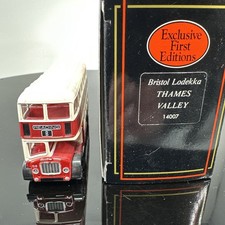 Exclusive
First
Editions
Bristol Lodekka
THAMES
VALLEY
14007